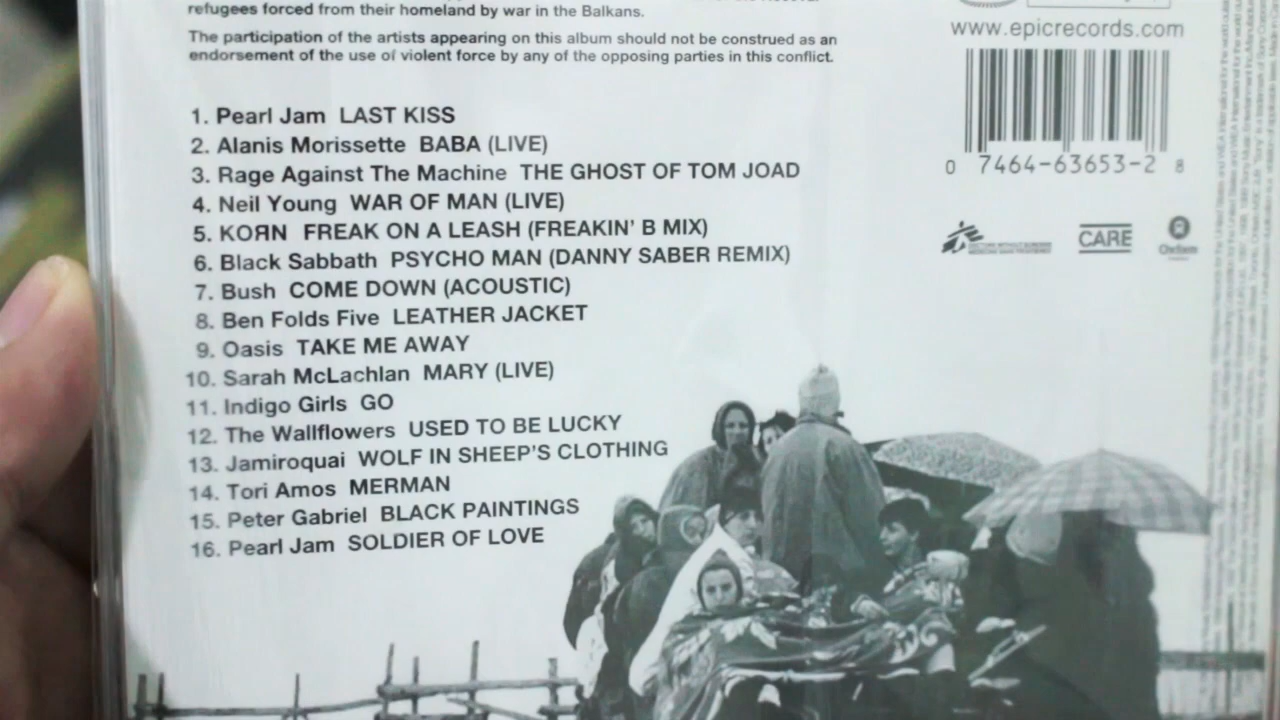 refugees forced from their homeland by war in the Balkans.
The participation of the artists appearing on this album should not be construed as an
endorsement of the use of violent force by any of the opposing parties in this conflict.
1. Pearl Jam LAST KISS
2. Alanis Morissette BABA (LIVE)
3. Rage Against The Machine THE GHOST OF TOM JOAD
4. Neil Young WAR OF MAN (LIVE)
5. KOЯN FREAK ON A LEASH (FREAKIN' B MIX)
6. Black Sabbath PSYCHO MAN (DANNY SABER REMIX)
7. Bush COME DOWN (ACOUSTIC)
8. Ben Folds Five LEATHER JACKET
9. Oasis TAKE ME AWAY
10. Sarah McLachlan MARY (LIVE)
11. Indigo Girls GO
12. The Wallflowers USED TO BE LUCKY
13. Jamiroquai WOLF IN SHEEP'S CLOTHING
14. Tori Amos MERMAN
15. Peter Gabriel BLACK PAINTINGS
16. Pearl Jam SOLDIER OF LOVE
www.epicrecords.com
0 7464-63653-2 8
CARE
Oxfam